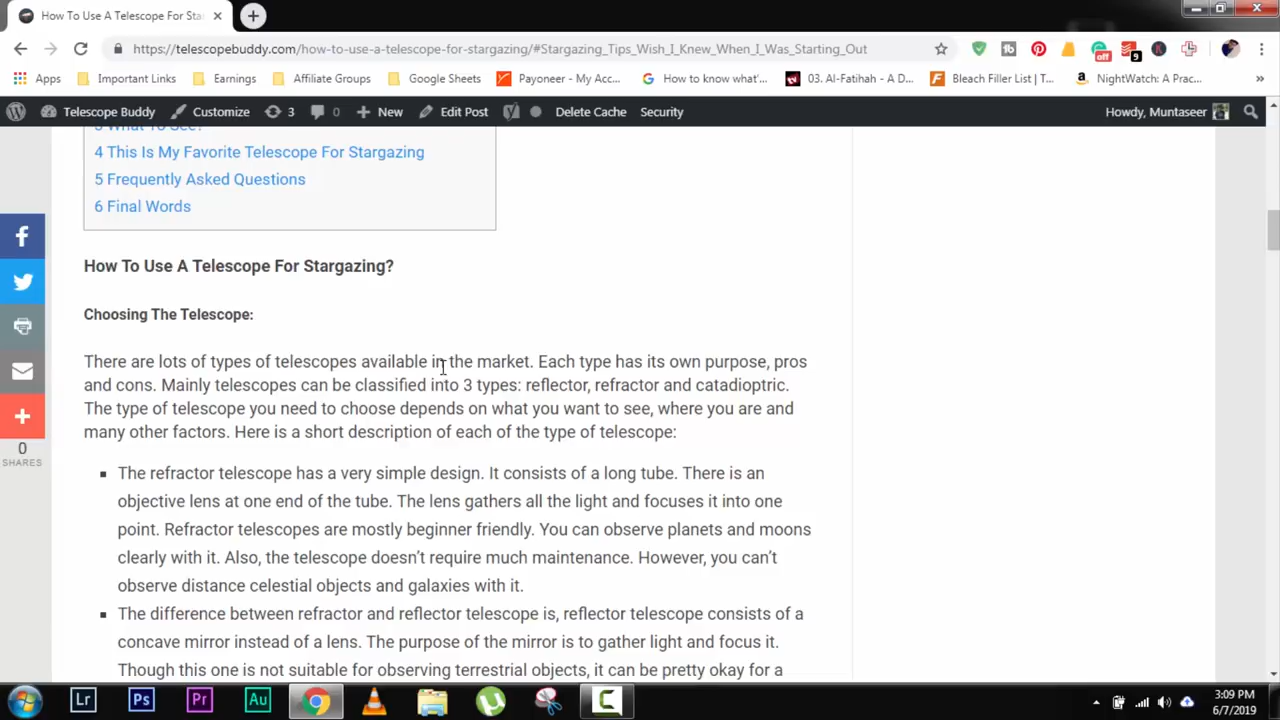 How To Use A Telescope For Star
https://telescopebuddy.com/how-to-use-a-telescope-for-stargazing/#Stargazing_Tips_Wish_I_Knew_When_I_Was_Starting_Out
off 9
Apps Important Links Earnings Affiliate Groups Google Sheets Payoneer - My Acc... How to know what'... 03. Al-Fatihah - A D... Bleach Filler List | T... NightWatch: A Prac... »
Telescope Buddy Customize 3 0 New Edit Post Delete Cache Security Howdy, Muntaseer
3 What To See?
4 This Is My Favorite Telescope For Stargazing
5 Frequently Asked Questions
6 Final Words
How To Use A Telescope For Stargazing?
Choosing The Telescope:
There are lots of types of telescopes available in the market. Each type has its own purpose, pros
and cons. Mainly telescopes can be classified into 3 types: reflector, refractor and catadioptric.
The type of telescope you need to choose depends on what you want to see, where you are and
many other factors. Here is a short description of each of the type of telescope:
The refractor telescope has a very simple design. It consists of a long tube. There is an
objective lens at one end of the tube. The lens gathers all the light and focuses it into one
point. Refractor telescopes are mostly beginner friendly. You can observe planets and moons
clearly with it. Also, the telescope doesn't require much maintenance. However, you can't
observe distance celestial objects and galaxies with it.
The difference between refractor and reflector telescope is, reflector telescope consists of a
concave mirror instead of a lens. The purpose of the mirror is to gather light and focus it.
Though this one is not suitable for observing terrestrial objects, it can be pretty okay for a
0
SHARES
Lr Ps Pr Au
3:09 PM
6/7/2019